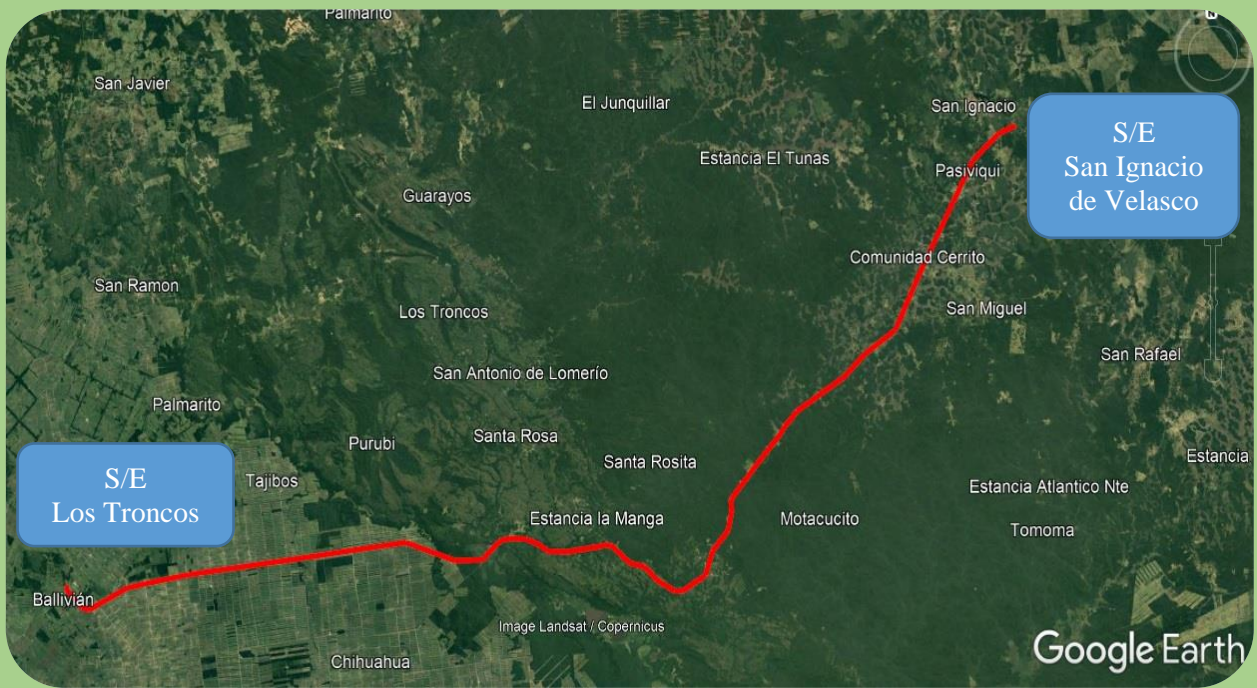 Palmarito
San Javier
El Junquillar
San Ignacio
S/E
San Ignacio
de Velasco
Estancia El Tunas
Pasiviqui
Guarayos
Comunidad Cerrito
San Ramon
Los Troncos
San Miguel
San Rafael
San Antonio de Lomerío
Palmarito
Santa Rosa
Purubi
Santa Rosita
Estancia
S/E
Los Troncos
Tajibos
Estancia Atlantico Nte
Estancia la Manga
Motacucito
Tomoma
Ballivián
Image Landsat / Copernicus
Chihuahua
Google Earth